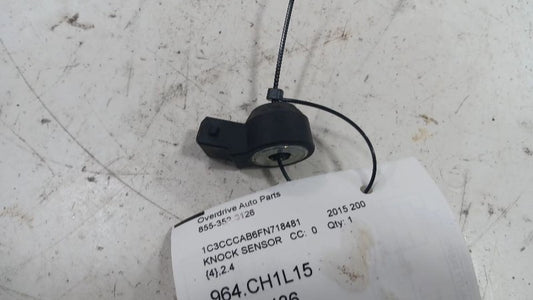 Overdrive Auto Parts
855-352-9126
1C3CCCAB6FN718481 2015 200
KNOCK SENSOR CC: 0 Qty: 1
(4),2.4
964.CH1L15